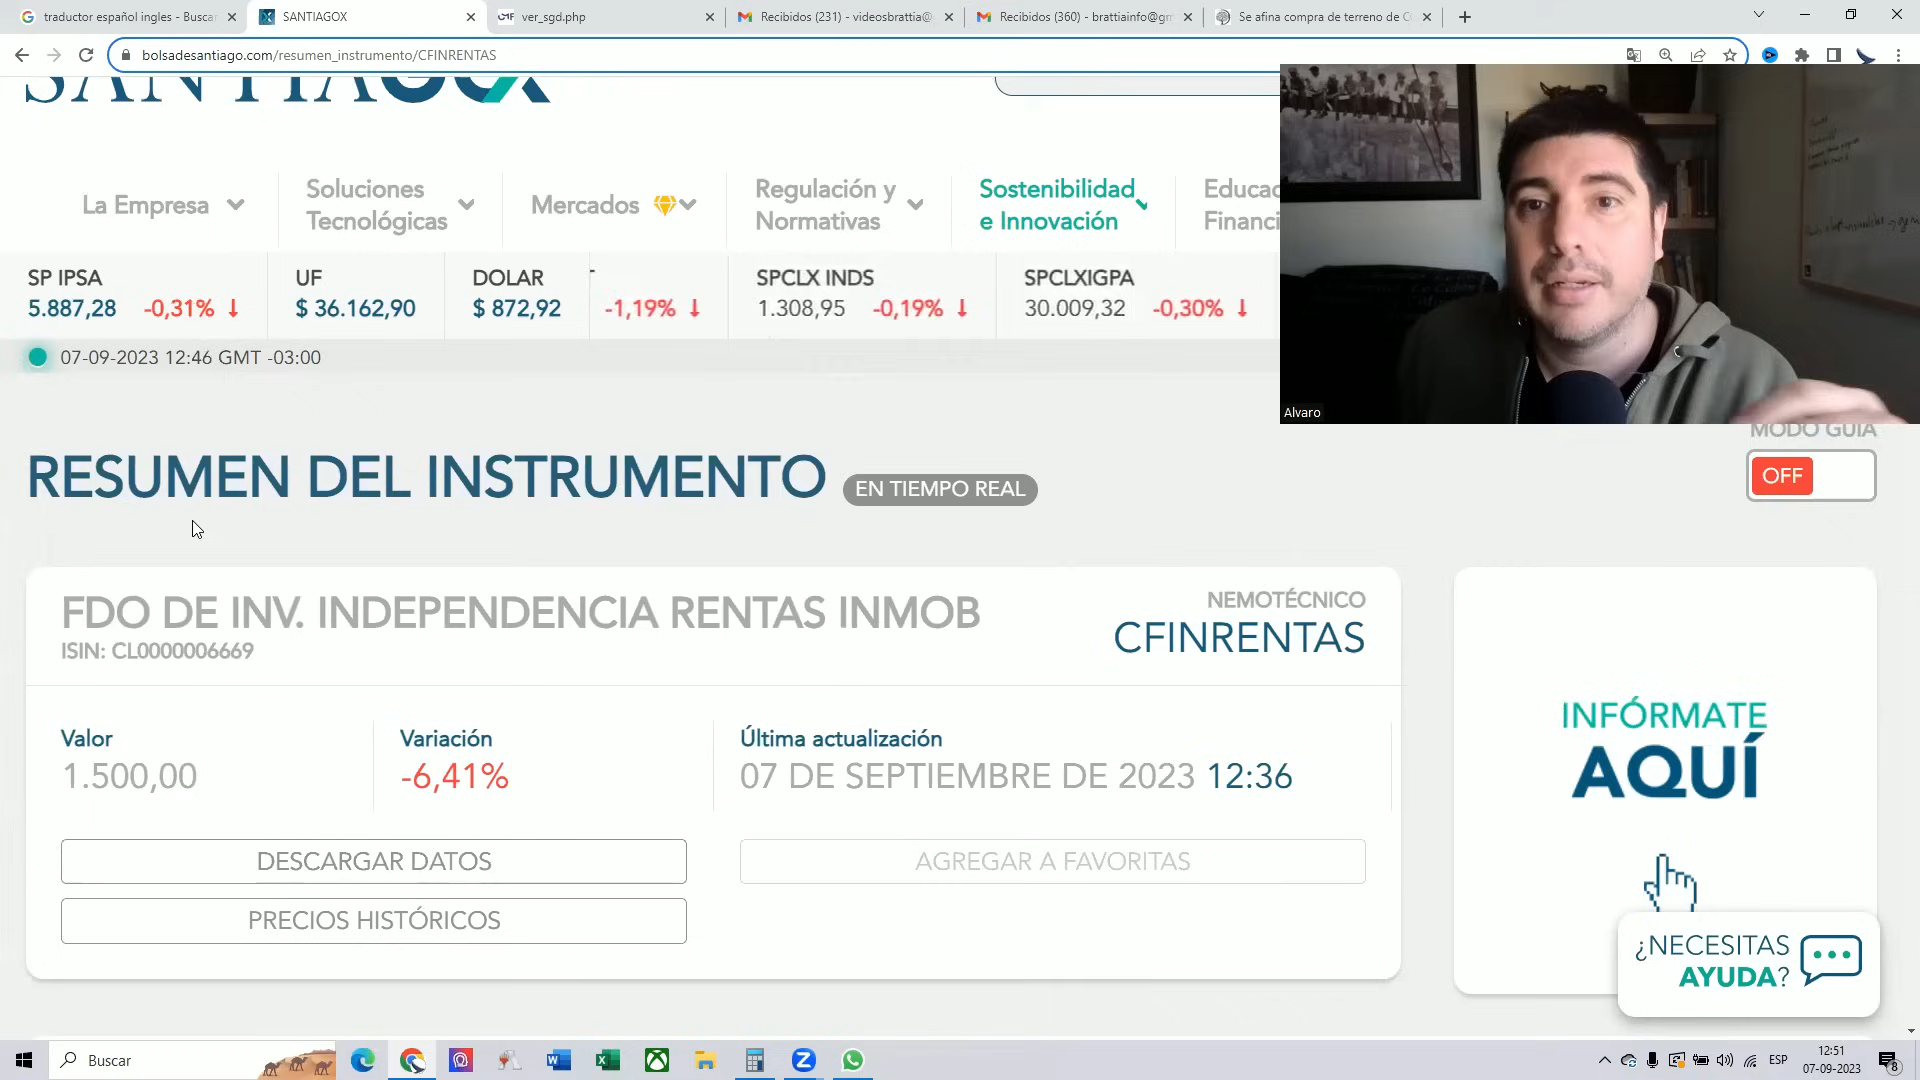 traductor español ingles - Buscar
SANTIAGOX
ver_sgd.php
Recibidos (231) - videosbrattia@
Recibidos (360) - brattiainfo@gm
Se afina compra de terreno de C
bolsadesantiago.com/resumen_instrumento/CFINRENTAS
SANTIAGOX
La Empresa
Soluciones
Tecnológicas
Mercados
Regulación y
Normativas
Sostenibilidad
e Innovación
Educac
Financi
SP IPSA
5.887,28 -0,31%
UF
$ 36.162,90
DOLAR
$ 872,92
-1,19%
SPCLX INDS
1.308,95 -0,19%
SPCLXIGPA
30.009,32 -0,30%
07-09-2023 12:46 GMT -03:00
Alvaro
MODO GUIA
OFF
RESUMEN DEL INSTRUMENTO EN TIEMPO REAL
FDO DE INV. INDEPENDENCIA RENTAS INMOB
ISIN: CL0000006669
NEMOTÉCNICO
CFINRENTAS
Valor
1.500,00
Variación
-6,41%
Última actualización
07 DE SEPTIEMBRE DE 2023 12:36
DESCARGAR DATOS
AGREGAR A FAVORITAS
PRECIOS HISTÓRICOS
INFÓRMATE
AQUÍ
¿NECESITAS
AYUDA?
Buscar
ESP
12:51
07-09-2023
8